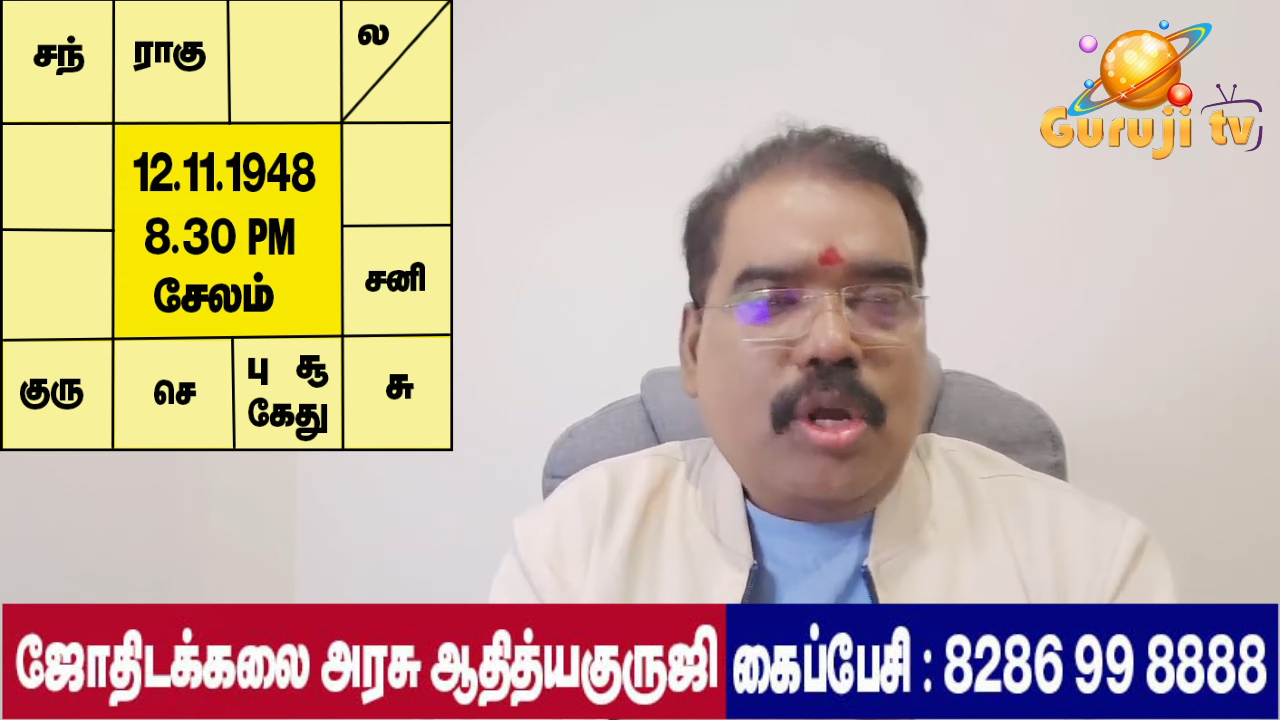 சந்
ராகு
ல
12.11.1948
8.30 PM
சேலம்
சனி
குரு
செ
பு சூ
கேது
சு
Guruji tv
ஜோதிடக்கலை அரசு ஆதித்யகுருஜி
கைப்பேசி : 8286 99 8888